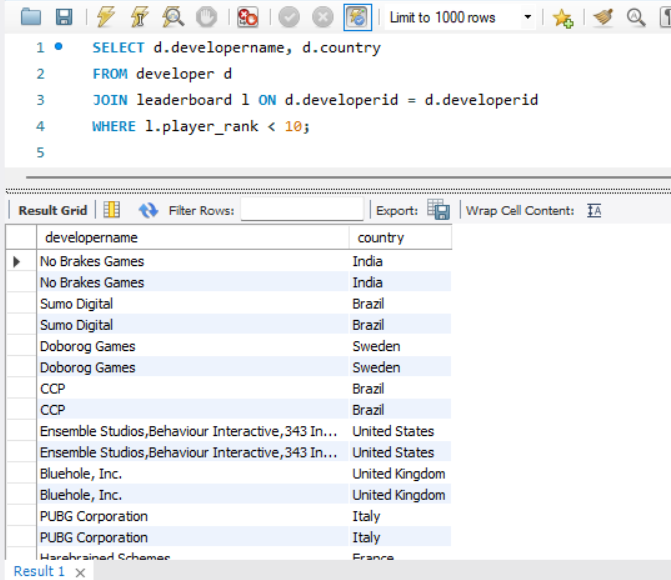 Limit to 1000 rows
1 SELECT d.developername, d.country
2 FROM developer d
3 JOIN leaderboard l ON d.developerid = d.developerid
4 WHERE l.player_rank < 10;
5
Result Grid Filter Rows: Export: Wrap Cell Content:
developername country
No Brakes Games India
No Brakes Games India
Sumo Digital Brazil
Sumo Digital Brazil
Doborog Games Sweden
Doborog Games Sweden
CCP Brazil
CCP Brazil
Ensemble Studios,Behaviour Interactive,343 In... United States
Ensemble Studios,Behaviour Interactive,343 In... United States
Bluehole, Inc. United Kingdom
Bluehole, Inc. United Kingdom
PUBG Corporation Italy
PUBG Corporation Italy
Harebrained Schemes France
Result 1